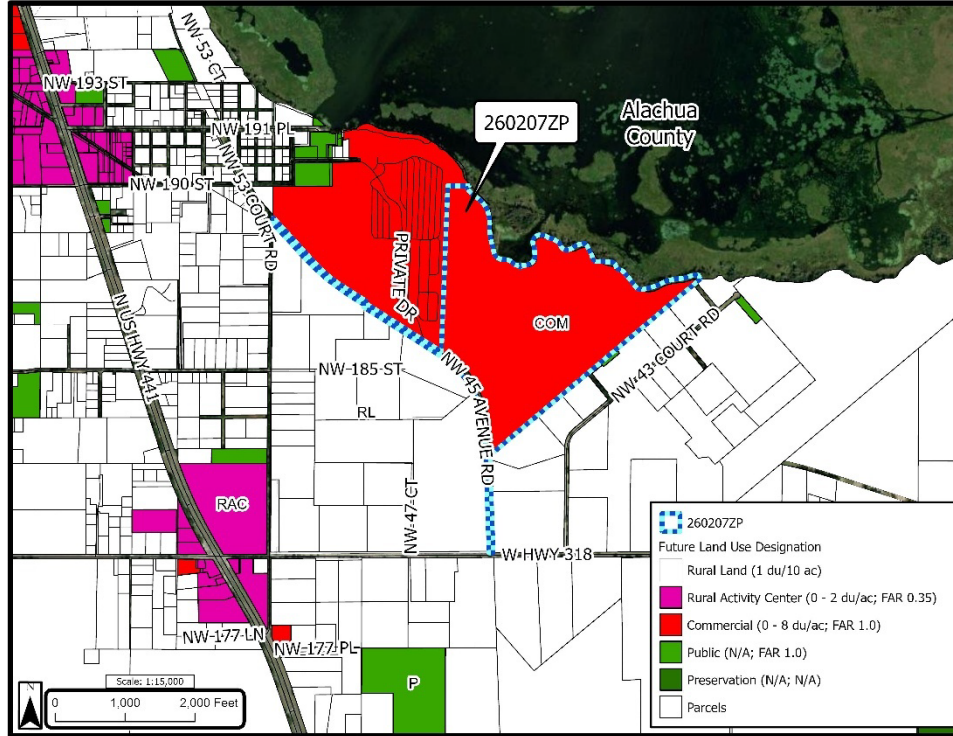 NW 53 CT
NW 193 ST
260207ZP
Alachua
County
NW 191 PL
NW 190 ST
NW 53 COURT RD
PRIVATE DR
COM
N US HWY 441
NW 185 ST
NW 45 AVENUE RD
NW 43 COURT RD
RL
NW 47 CT
RAC
W HWY 318
NW 177 LN
NW 177 PL
P
260207ZP
Future Land Use Designation
Rural Land (1 du/10 ac)
Rural Activity Center (0 - 2 du/ac; FAR 0.35)
Commercial (0 - 8 du/ac; FAR 1.0)
Public (N/A; FAR 1.0)
Preservation (N/A; N/A)
Parcels
N
Scale: 1:15,000
0 1,000 2,000 Feet